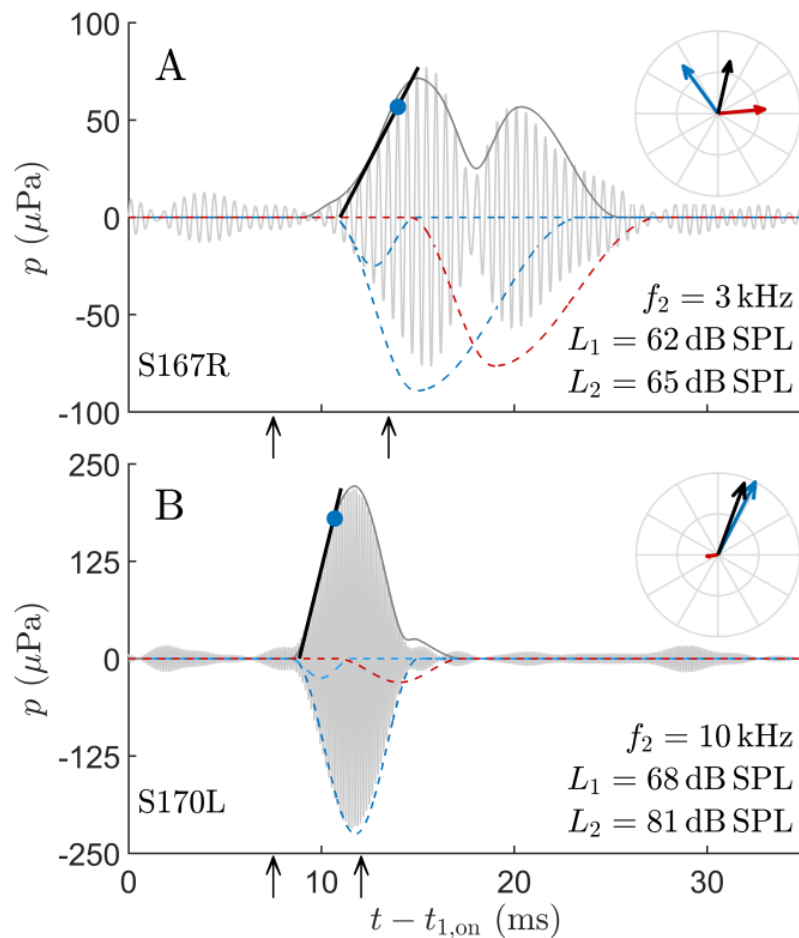 100
A
50
0
-50
-100
p (μPa)
f₂ = 3 kHz
L₁ = 62 dB SPL
L₂ = 65 dB SPL
S167R
250
B
125
0
-125
-250
p (μPa)
f₂ = 10 kHz
L₁ = 68 dB SPL
L₂ = 81 dB SPL
S170L
0 10 20 30
t − t₁,ₒₙ (ms)